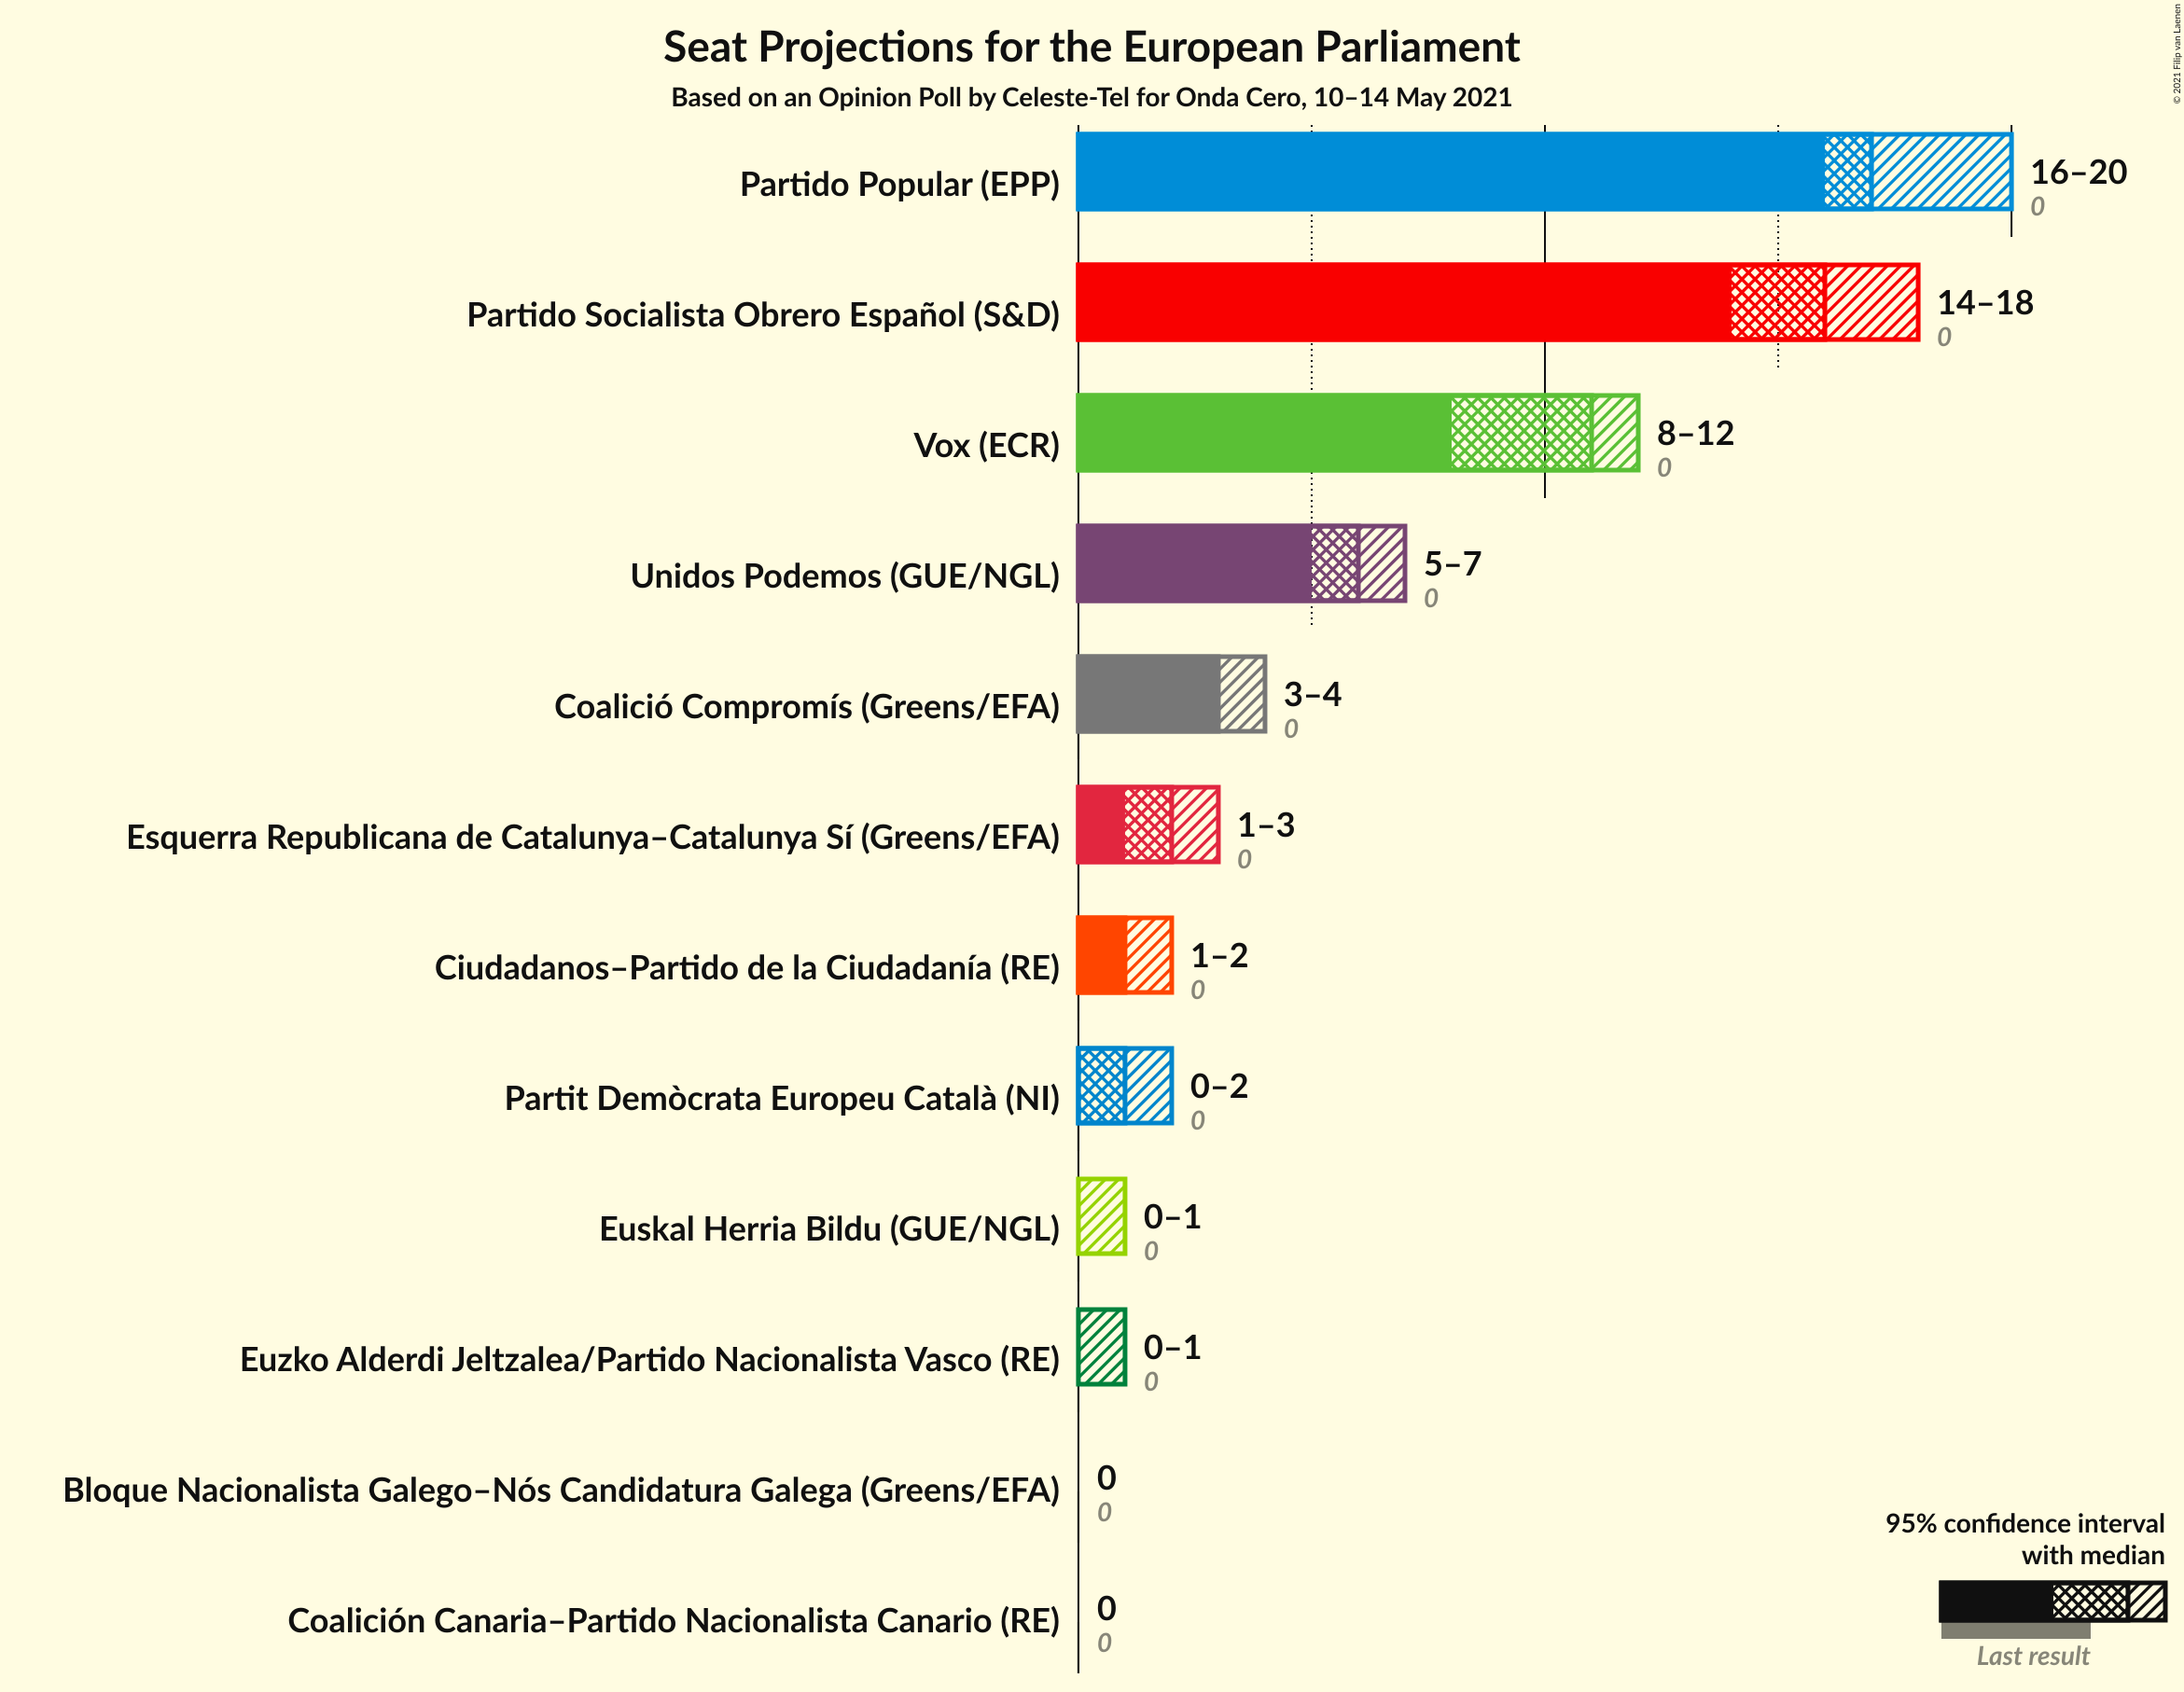 Seat Projections for the European Parliament
Based on an Opinion Poll by Celeste-Tel for Onda Cero, 10–14 May 2021
© 2021 Filip van Laenen
Partido Popular (EPP)
16–20
0
Partido Socialista Obrero Español (S&D)
14–18
0
Vox (ECR)
8–12
0
Unidos Podemos (GUE/NGL)
5–7
0
Coalició Compromís (Greens/EFA)
3–4
0
Esquerra Republicana de Catalunya–Catalunya Sí (Greens/EFA)
1–3
0
Ciudadanos–Partido de la Ciudadanía (RE)
1–2
0
Partit Demòcrata Europeu Català (NI)
0–2
0
Euskal Herria Bildu (GUE/NGL)
0–1
0
Euzko Alderdi Jeltzalea/Partido Nacionalista Vasco (RE)
0–1
0
Bloque Nacionalista Galego–Nós Candidatura Galega (Greens/EFA)
0
0
Coalición Canaria–Partido Nacionalista Canario (RE)
0
0
95% confidence interval
with median
Last result